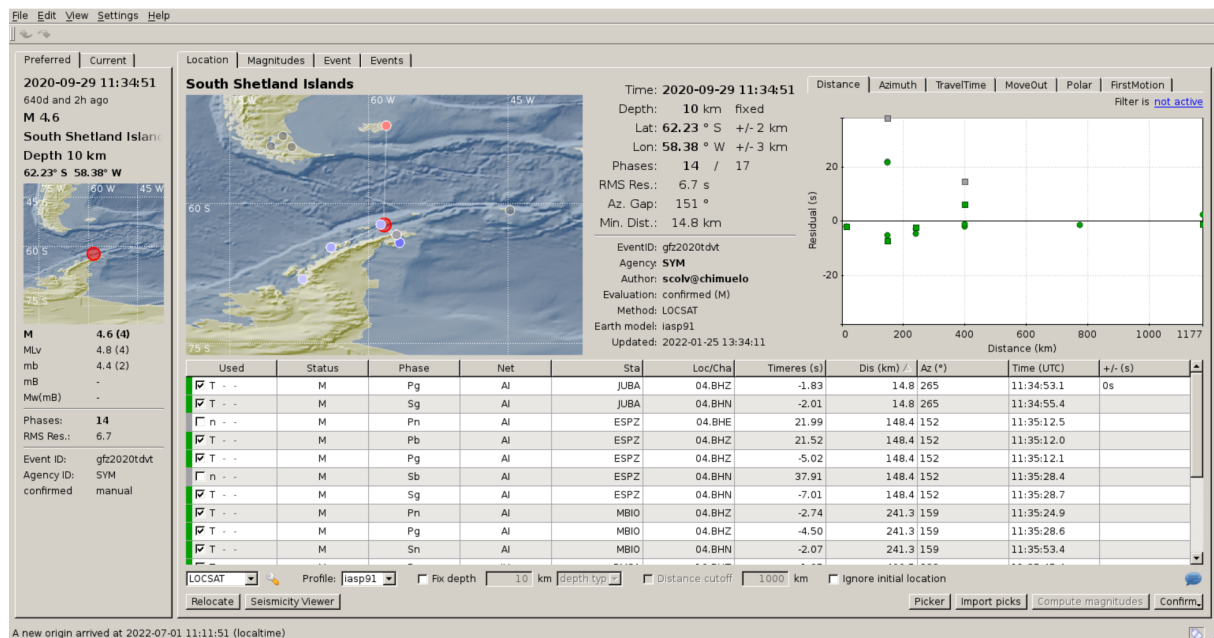 File Edit View Settings Help
Preferred Current
2020-09-29 11:34:51
640d and 2h ago
M 4.6
South Shetland Islan
Depth 10 km
62.23° S 58.38° W
75 W 60 W 45 W
45 S
60 S
75 S
M 4.6 (4)
MLv 4.8 (4)
mb 4.4 (2)
mB -
Mw(mB) -
Phases: 14
RMS Res.: 6.7
Event ID: gfz2020tdvt
Agency ID: SYM
confirmed manual
Location Magnitudes Event Events
South Shetland Islands
75 W 60 W 45 W
60 S
75 S
Time: 2020-09-29 11:34:51
Depth: 10 km fixed
Lat: 62.23 ° S +/- 2 km
Lon: 58.38 ° W +/- 3 km
Phases: 14 / 17
RMS Res.: 6.7 s
Az. Gap: 151 °
Min. Dist.: 14.8 km
EventID: gfz2020tdvt
Agency: SYM
Author: scolv@chimuelo
Evaluation: confirmed (M)
Method: LOCSAT
Earth model: iasp91
Updated: 2022-01-25 13:34:11
Distance Azimuth TravelTime MoveOut Polar FirstMotion
Filter is not active
Residual (s)
20
0
-20
0 200 400 600 800 1000 1177
Distance (km)
Used Status Phase Net Sta Loc/Cha Timeres (s) Dis (km) Az (°) Time (UTC) +/- (s)
T - - M Pg AI JUBA 04.BHZ -1.83 14.8 265 11:34:53.1 0s
T - - M Sg AI JUBA 04.BHN -2.01 14.8 265 11:34:55.4
n - - M Pn AI ESPZ 04.BHE 21.99 148.4 152 11:35:12.5
T - - M Pb AI ESPZ 04.BHZ 21.52 148.4 152 11:35:12.0
T - - M Pg AI ESPZ 04.BHZ -5.02 148.4 152 11:35:12.1
n - - M Sb AI ESPZ 04.BHN 37.91 148.4 152 11:35:28.4
T - - M Sg AI ESPZ 04.BHN -7.01 148.4 152 11:35:28.7
T - - M Pn AI MBIO 04.BHZ -2.74 241.3 159 11:35:24.9
T - - M Pg AI MBIO 04.BHZ -4.50 241.3 159 11:35:28.6
T - - M Sn AI MBIO 04.BHN -2.07 241.3 159 11:35:53.4
LOCSAT Profile: iasp91 Fix depth 10 km depth typ Distance cutoff 1000 km Ignore initial location
Relocate Seismicity Viewer Picker Import picks Compute magnitudes Confirm
A new origin arrived at 2022-07-01 11:11:51 (localtime)